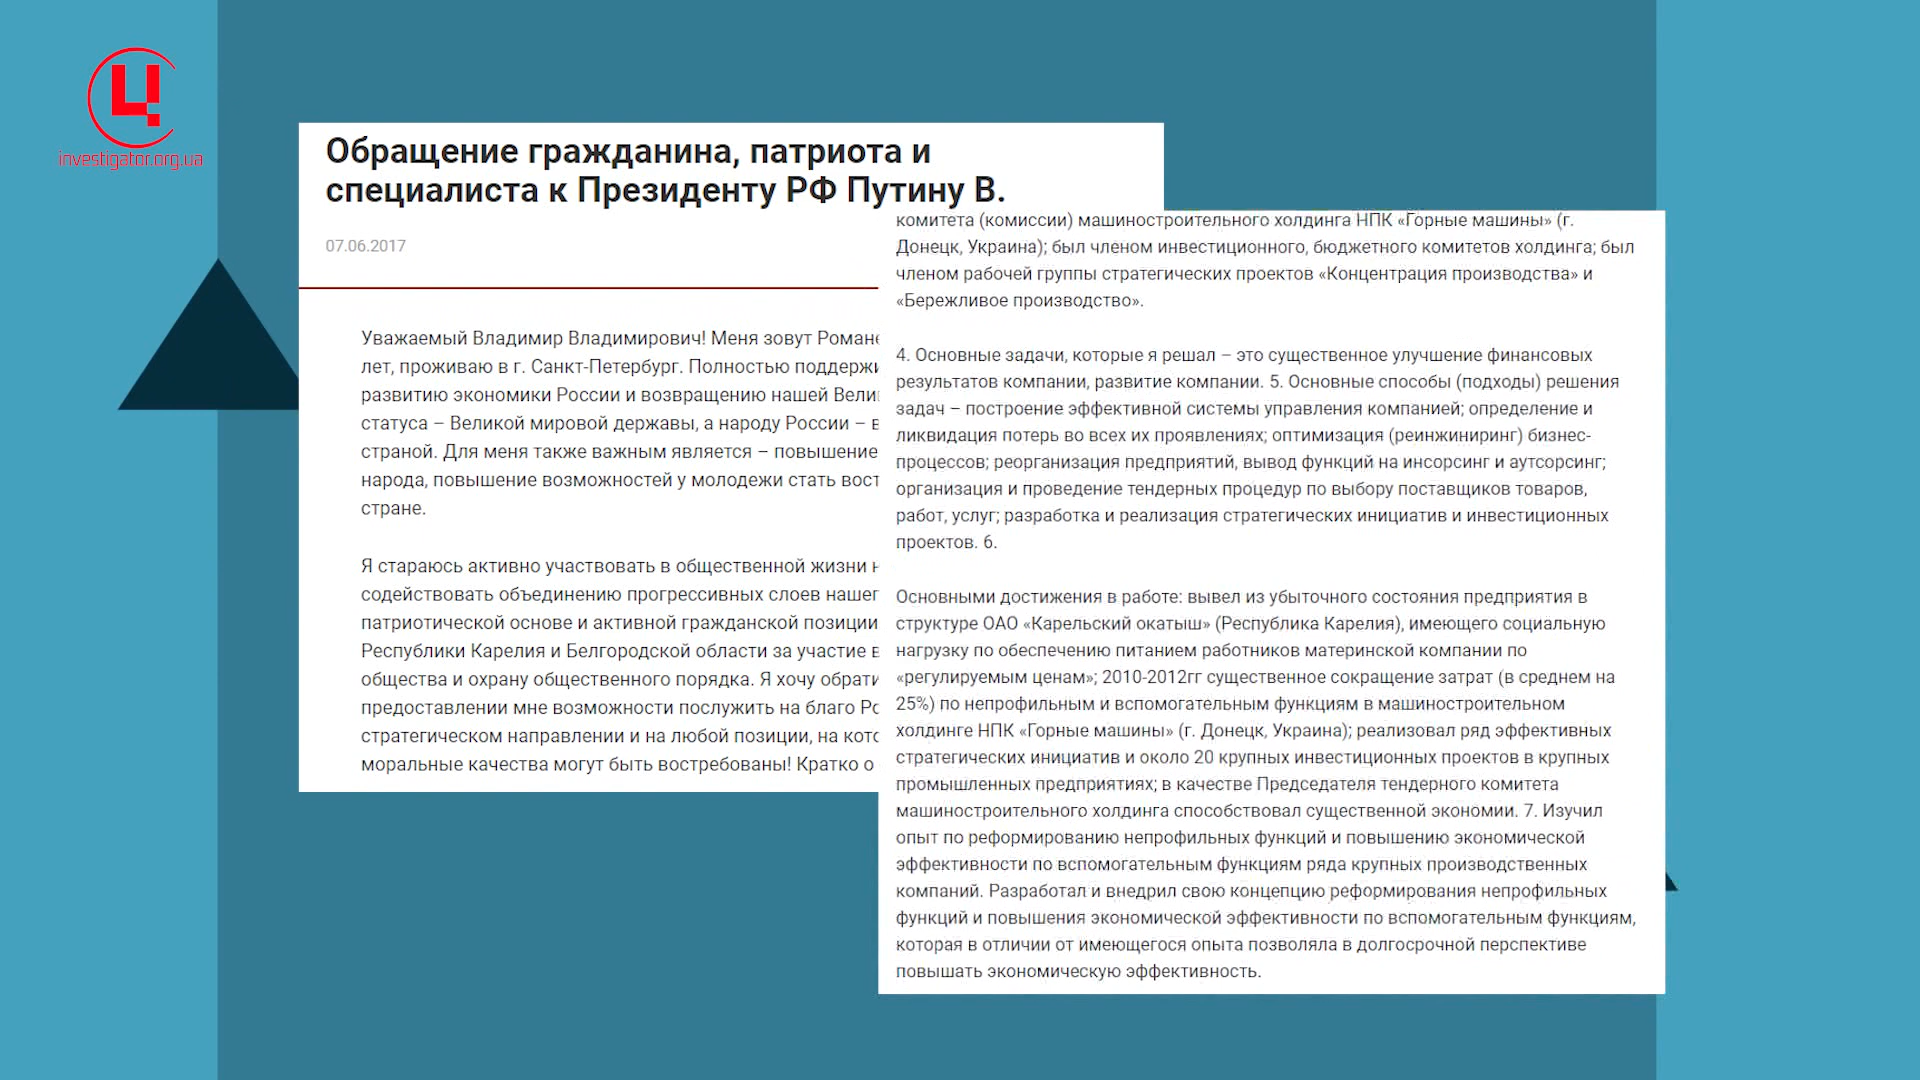 Ц
investigator.org.ua
Обращение гражданина, патриота и
специалиста к Президенту РФ Путину В.
07.06.2017
Уважаемый Владимир Владимирович! Меня зовут
лет, проживаю в г. Санкт-Петербург. Полностью
развитию экономики России и возвращению нашей
статуса – Великой мировой державы, а народу России –
страной. Для меня также важным является – повышение
народа, повышение возможностей у молодежи стать
стране.
Я стараюсь активно участвовать в общественной жизни
содействовать объединению прогрессивных слоев
патриотической основе и активной гражданской позиции
Республики Карелия и Белгородской области за участие
общества и охрану общественного порядка. Я хочу
предоставлении мне возможности послужить на благо
стратегическом направлении и на любой позиции, на
моральные качества могут быть востребованы! Кратко о
комитета (комиссии) машиностроительного холдинга НПК «Горные машины» (г.
Донецк, Украина); был членом инвестиционного, бюджетного комитетов холдинга; был
членом рабочей группы стратегических проектов «Концентрация производства» и
«Бережливое производство».
4. Основные задачи, которые я решал – это существенное улучшение финансовых
результатов компании, развитие компании. 5. Основные способы (подходы) решения
задач – построение эффективной системы управления компанией; определение и
ликвидация потерь во всех их проявлениях; оптимизация (реинжиниринг) бизнес-
процессов; реорганизация предприятий, вывод функций на инсорсинг и аутсорсинг;
организация и проведение тендерных процедур по выбору поставщиков товаров,
работ, услуг; разработка и реализация стратегических инициатив и инвестиционных
проектов. 6.
Основными достижения в работе: вывел из убыточного состояния предприятия в
структуре ОАО «Карельский окатыш» (Республика Карелия), имеющего социальную
нагрузку по обеспечению питанием работников материнской компании по
«регулируемым ценам»; 2010-2012гг существенное сокращение затрат (в среднем на
25%) по непрофильным и вспомогательным функциям в машиностроительном
холдинге НПК «Горные машины» (г. Донецк, Украина); реализовал ряд эффективных
стратегических инициатив и около 20 крупных инвестиционных проектов в крупных
промышленных предприятиях; в качестве Председателя тендерного комитета
машиностроительного холдинга способствовал существенной экономии. 7. Изучил
опыт по реформированию непрофильных функций и повышению экономической
эффективности по вспомогательным функциям ряда крупных производственных
компаний. Разработал и внедрил свою концепцию реформирования непрофильных
функций и повышения экономической эффективности по вспомогательным функциям,
которая в отличии от имеющегося опыта позволяла в долгосрочной перспективе
повышать экономическую эффективность.